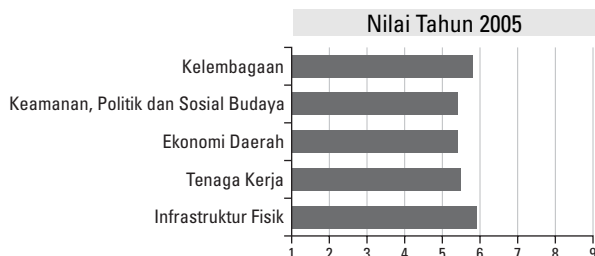 Nilai Tahun 2005
Kelembagaan
Keamanan, Politik dan Sosial Budaya
Ekonomi Daerah
Tenaga Kerja
Infrastruktur Fisik
1 2 3 4 5 6 7 8 9